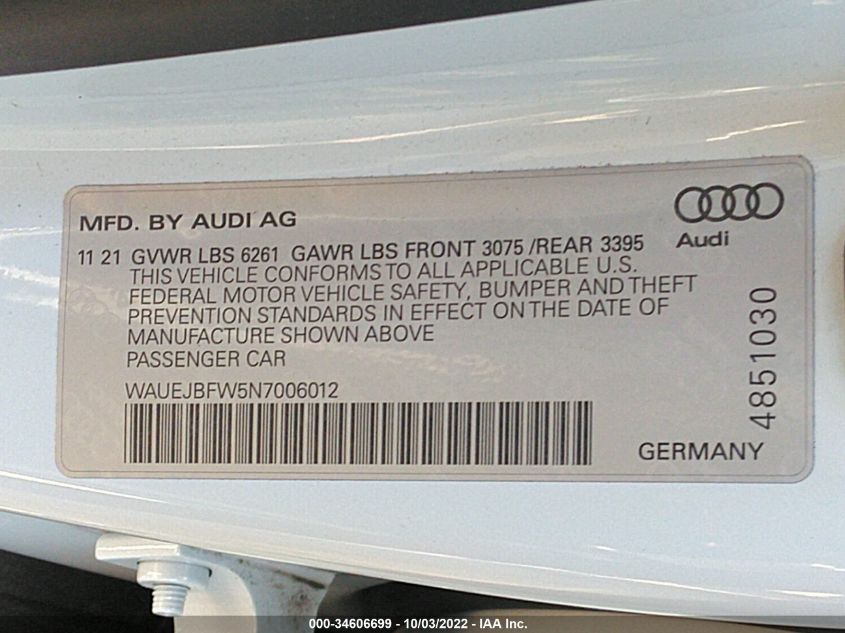 MFD. BY AUDI AG
Audi
11 21 GVWR LBS 6261 GAWR LBS FRONT 3075 /REAR 3395
THIS VEHICLE CONFORMS TO ALL APPLICABLE U.S.
FEDERAL MOTOR VEHICLE SAFETY, BUMPER AND THEFT
PREVENTION STANDARDS IN EFFECT ON THE DATE OF
MANUFACTURE SHOWN ABOVE
PASSENGER CAR
WAUEJBFW5N7006012
4851030
GERMANY
000-34606699 - 10/03/2022 - IAA Inc.